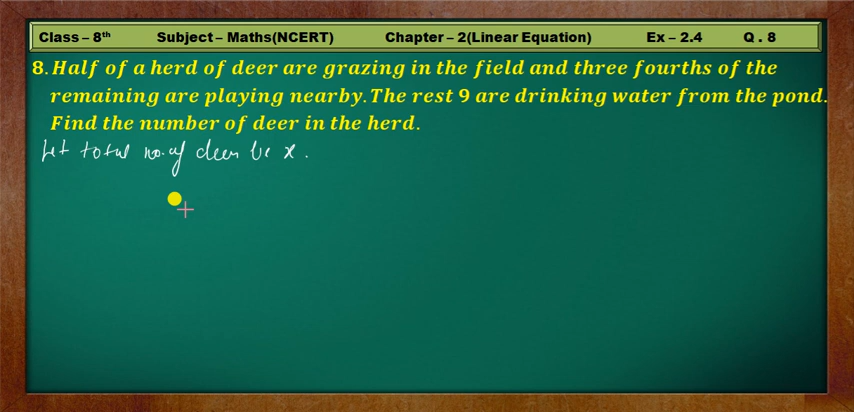 Class – 8th Subject – Maths(NCERT) Chapter – 2(Linear Equation) Ex – 2.4 Q . 8
8. Half of a herd of deer are grazing in the field and three fourths of the
remaining are playing nearby. The rest 9 are drinking water from the pond.
Find the number of deer in the herd.
Let total no. of deer be x .